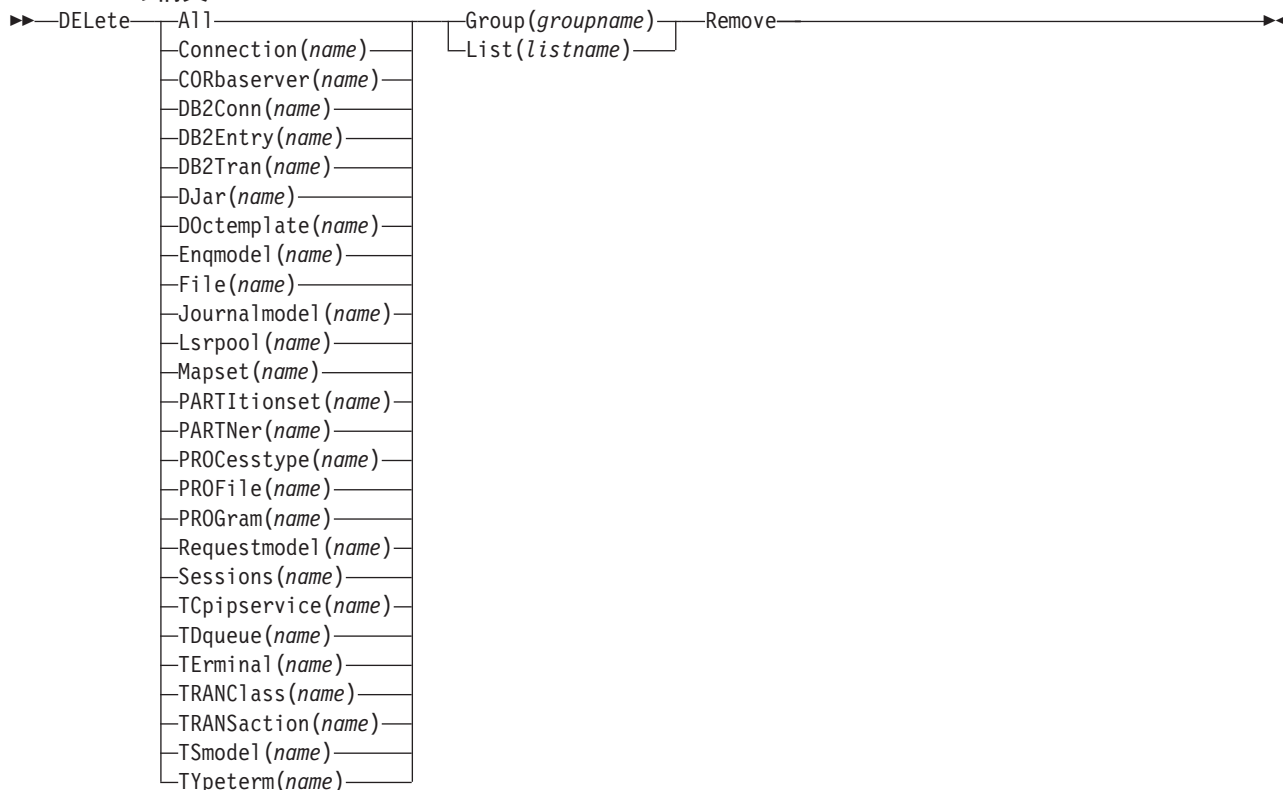 DELete All Group(groupname) Remove
Connection(name) List(listname)
CORbaserver(name)
DB2Conn(name)
DB2Entry(name)
DB2Tran(name)
DJar(name)
DOctemplate(name)
Enqmodel(name)
File(name)
Journalmodel(name)
Lsrpool(name)
Mapset(name)
PARTItionset(name)
PARTNer(name)
PROCesstype(name)
PROFile(name)
PROGram(name)
Requestmodel(name)
Sessions(name)
TCpipservice(name)
TDqueue(name)
TErminal(name)
TRANClass(name)
TRANSaction(name)
TSmodel(name)
TYpeterm(name)